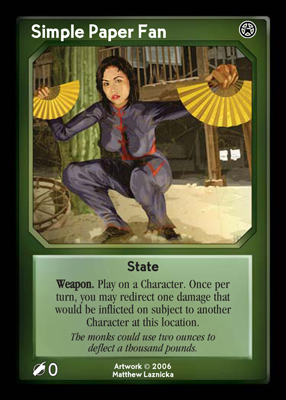 Simple Paper Fan
State
Weapon. Play on a Character. Once per
turn, you may redirect one damage that
would be inflicted on subject to another
Character at this location.
The monks could use two ounces to
deflect a thousand pounds.
0
Artwork © 2006
Matthew Laznicka